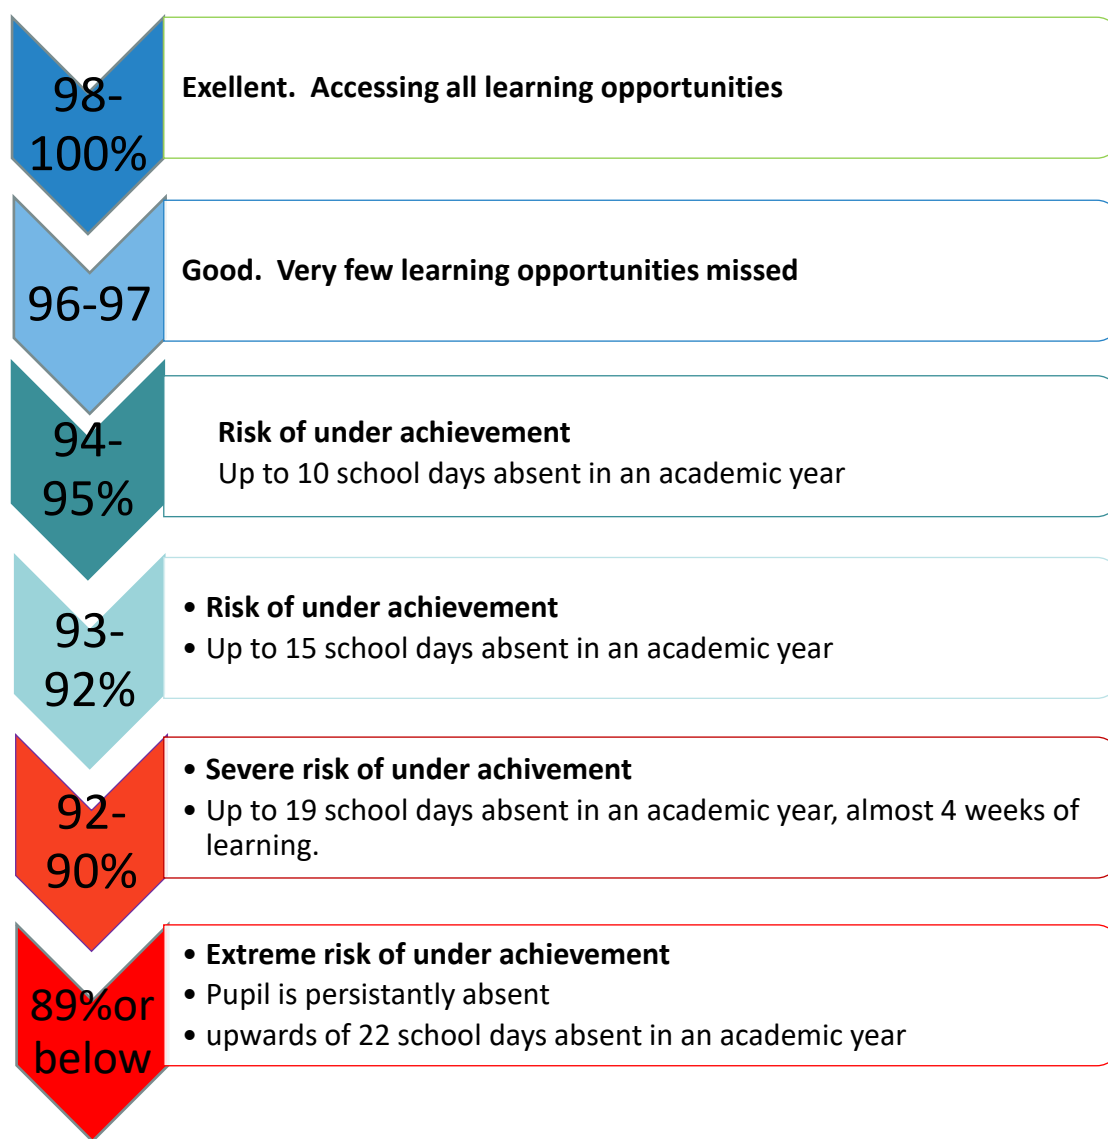 98-
100%
Exellent.  Accessing all learning opportunities
96-97
Good.  Very few learning opportunities missed
94-
95%
Risk of under achievement
Up to 10 school days absent in an academic year
93-
92%
• Risk of under achievement
• Up to 15 school days absent in an academic year
92-
90%
• Severe risk of under achivement
• Up to 19 school days absent in an academic year, almost 4 weeks of
learning.
89%or
below
• Extreme risk of under achievement
• Pupil is persistantly absent
• upwards of 22 school days absent in an academic year